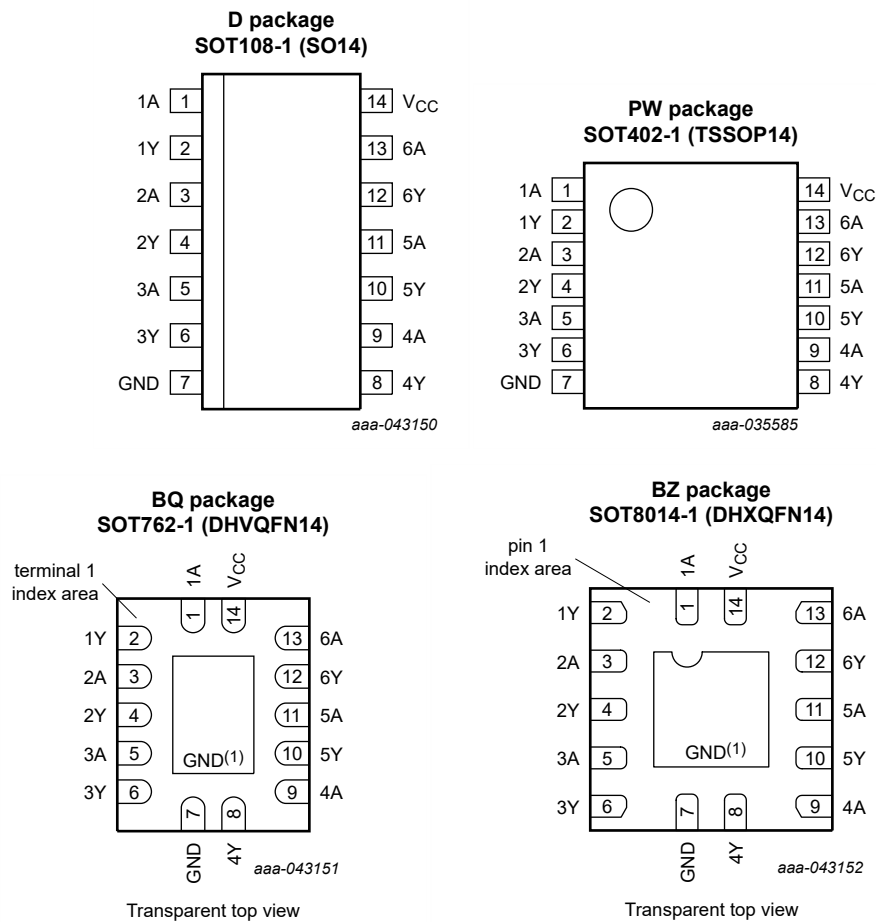 D package
SOT108-1 (SO14)
1A 1 14 VCC
1Y 2 13 6A
2A 3 12 6Y
2Y 4 11 5A
3A 5 10 5Y
3Y 6 9 4A
GND 7 8 4Y
aaa-043150
PW package
SOT402-1 (TSSOP14)
1A 1 14 VCC
1Y 2 13 6A
2A 3 12 6Y
2Y 4 11 5A
3A 5 10 5Y
3Y 6 9 4A
GND 7 8 4Y
aaa-035585
BQ package
SOT762-1 (DHVQFN14)
terminal 1
index area
1A VCC
1 14
1Y 2 13 6A
2A 3 12 6Y
2Y 4 11 5A
3A 5 10 5Y
GND(1)
3Y 6 9 4A
7 8
GND 4Y
aaa-043151
Transparent top view
BZ package
SOT8014-1 (DHXQFN14)
pin 1
index area
1A VCC
1 14
1Y 2 13 6A
2A 3 12 6Y
2Y 4 11 5A
3A 5 10 5Y
GND(1)
3Y 6 9 4A
7 8
GND 4Y
aaa-043152
Transparent top view